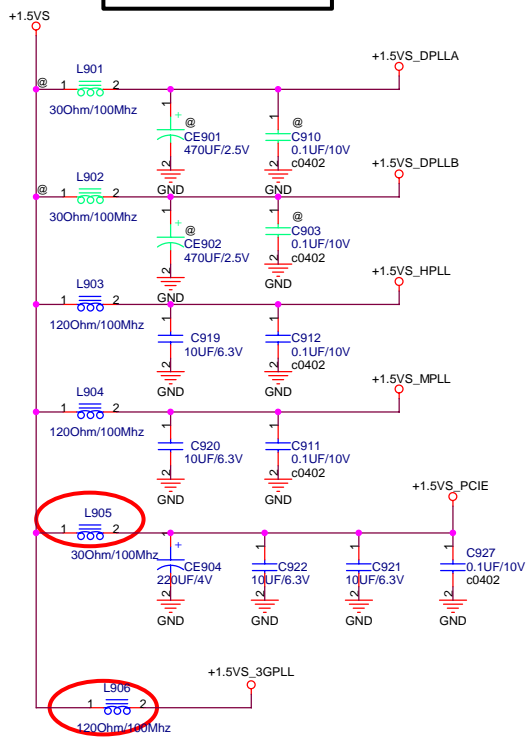 +1.5VS
+1.5VS_DPLLA
L901
@ 1 2
30Ohm/100Mhz
1 @ 1 @
CE901 C910
470UF/2.5V 0.1UF/10V
2 2 c0402
GND GND
+
+1.5VS_DPLLB
L902
@ 1 2
30Ohm/100Mhz
1 @ 1 @
CE902 C903
470UF/2.5V 0.1UF/10V
2 2 c0402
GND GND
+
+1.5VS_HPLL
L903
1 2
120Ohm/100Mhz
1 1
C919 C912
10UF/6.3V 0.1UF/10V
2 2 c0402
GND GND
+1.5VS_MPLL
L904
1 2
120Ohm/100Mhz
1 1
C920 C911
10UF/6.3V 0.1UF/10V
2 2 c0402
GND GND
+1.5VS_PCIE
L905
1 2
30Ohm/100Mhz
1 + 1 1 1
CE904 C922 C921 C927
220UF/4V 10UF/6.3V 10UF/6.3V 0.1UF/10V
2 2 2 2 c0402
GND GND GND GND
+1.5VS_3GPLL
L906
1 2
120Ohm/100Mhz